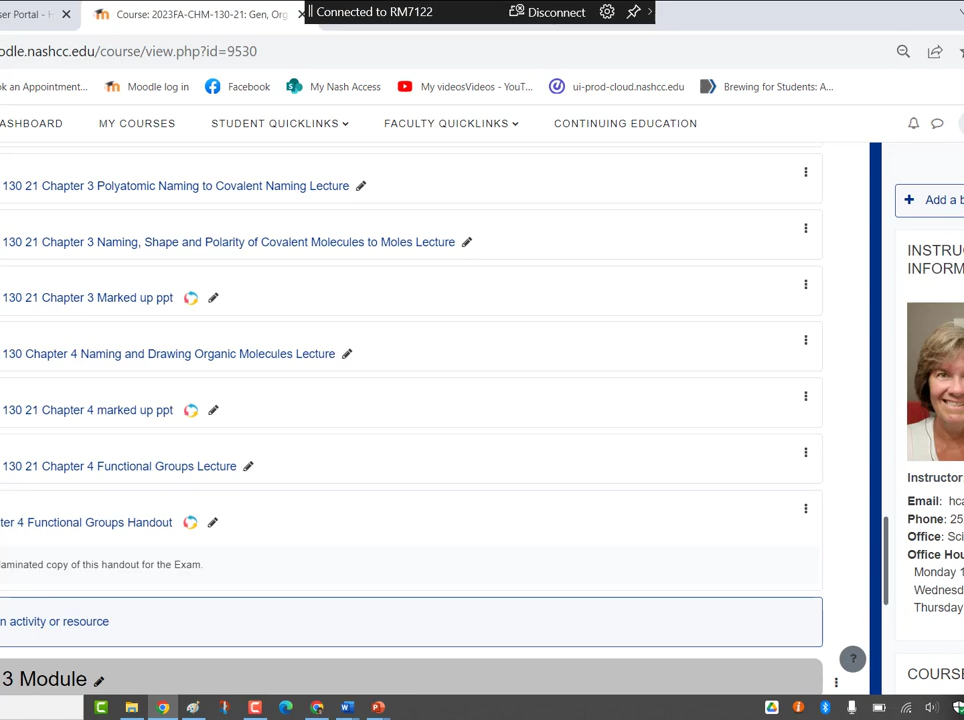 ser Portal - H
Course: 2023FA-CHM-130-21: Gen, Org
Connected to RM7122
Disconnect
odle.nashcc.edu/course/view.php?id=9530
ok an Appointment...
Moodle log in
Facebook
My Nash Access
My videosVideos - YouT...
ui-prod-cloud.nashcc.edu
Brewing for Students: A...
ASHBOARD
MY COURSES
STUDENT QUICKLINKS
FACULTY QUICKLINKS
CONTINUING EDUCATION
130 21 Chapter 3 Polyatomic Naming to Covalent Naming Lecture
130 21 Chapter 3 Naming, Shape and Polarity of Covalent Molecules to Moles Lecture
130 21 Chapter 3 Marked up ppt
130 Chapter 4 Naming and Drawing Organic Molecules Lecture
130 21 Chapter 4 marked up ppt
130 21 Chapter 4 Functional Groups Lecture
ter 4 Functional Groups Handout
laminated copy of this handout for the Exam.
n activity or resource
3 Module
+ Add a b
INSTRUC
INFORM
Instructor
Email: hca
Phone: 25
Office: Sci
Office Hou
Monday 1
Wednesd
Thursday
COURSE
?